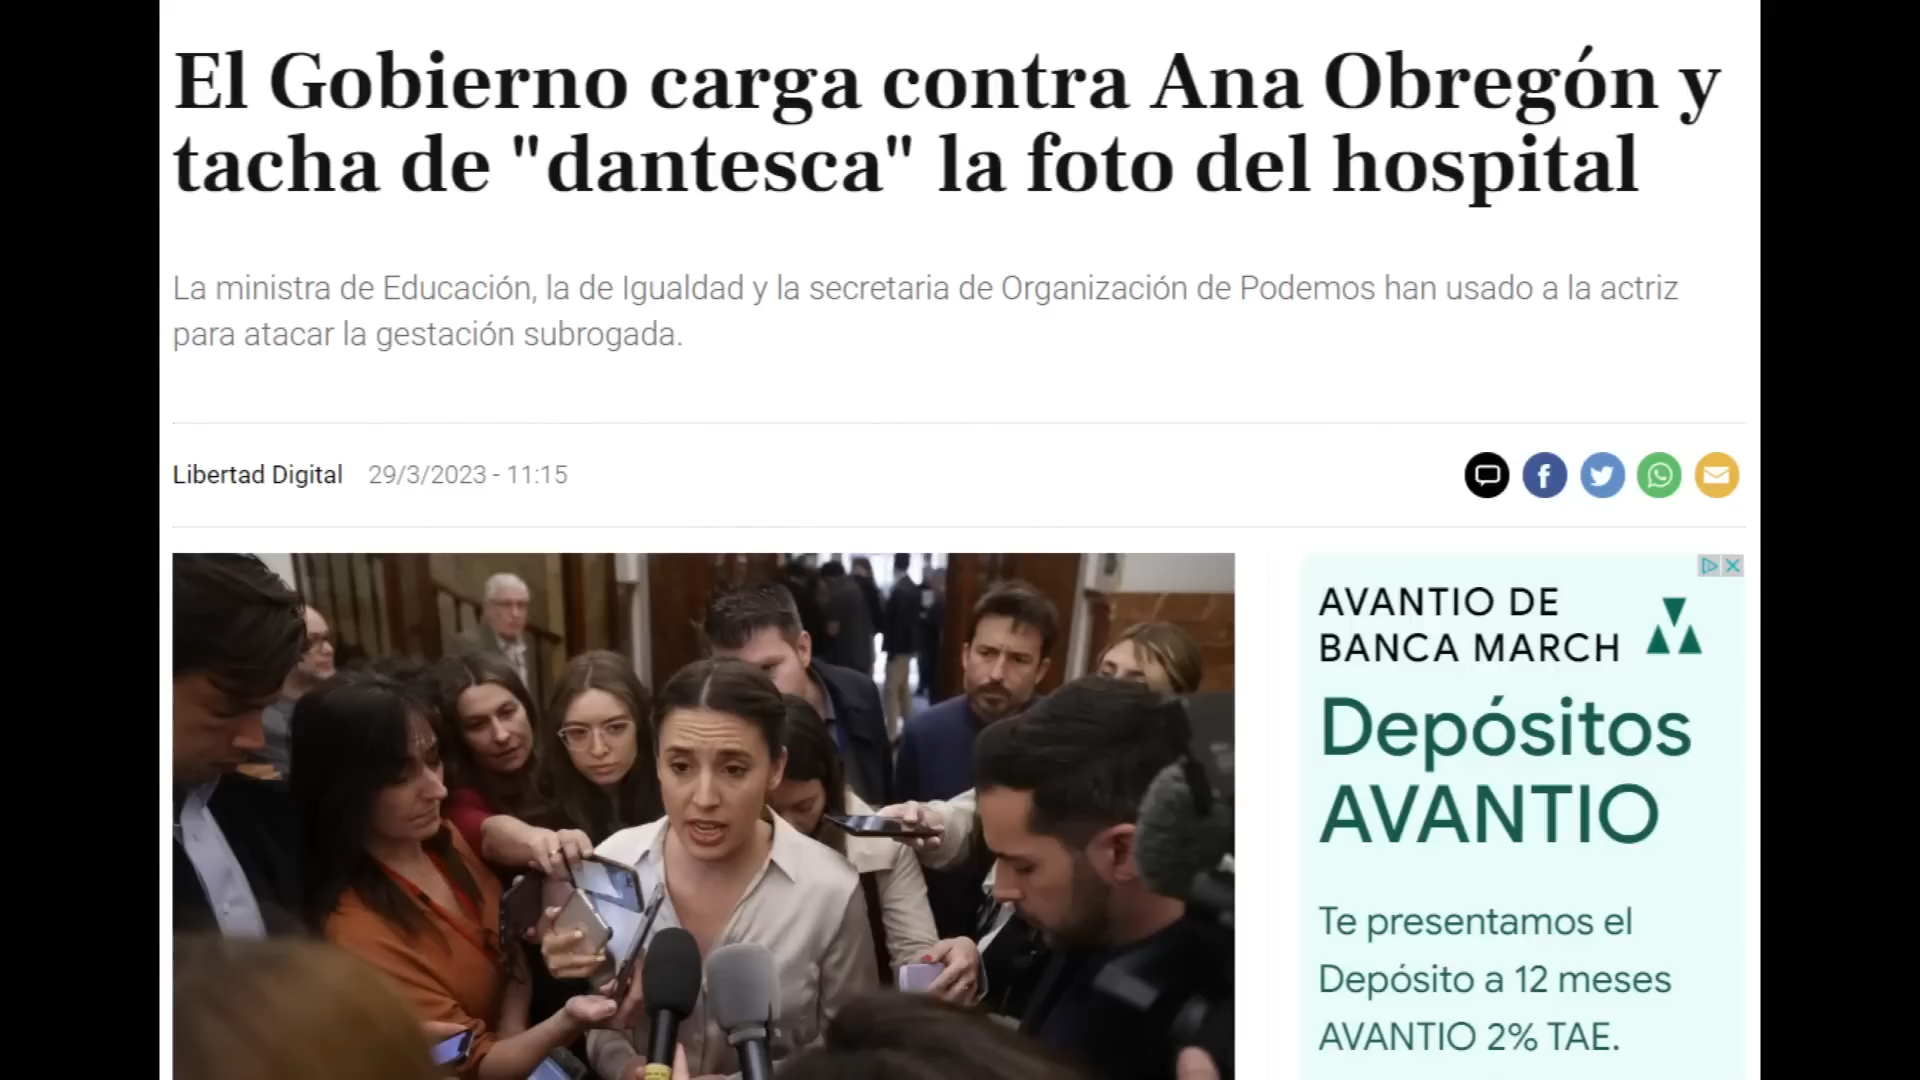 El Gobierno carga contra Ana Obregón y
tacha de "dantesca" la foto del hospital
La ministra de Educación, la de Igualdad y la secretaria de Organización de Podemos han usado a la actriz
para atacar la gestación subrogada.
Libertad Digital 29/3/2023 - 11:15
AVANTIO DE
BANCA MARCH
Depósitos
AVANTIO
Te presentamos el
Depósito a 12 meses
AVANTIO 2% TAE.